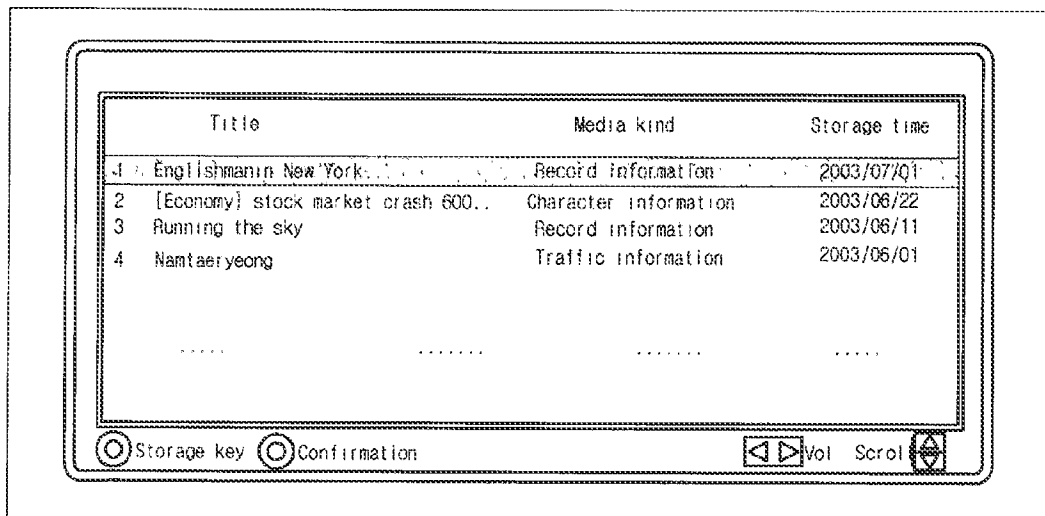 Title Media kind Storage time
1 Englishmanin New York Record information 2003/07/01
2 [Economy] stock market crash 600.. Character information 2003/06/22
3 Running the sky Record information 2003/06/11
4 Namtaeryeong Traffic information 2003/06/01
..... ....... ....... .....
Storage key Confirmation Vol Scroll